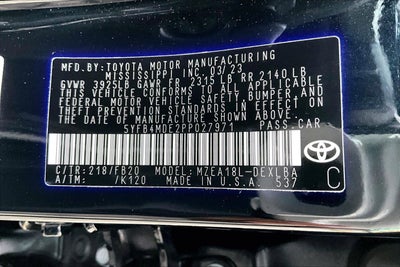 MFD.BY:TOYOTA MOTOR MANUFACTURING
MISSISSIPPI, INC. 03/23
GVWR 3925LB GAWR FR 2315LB RR 2140LB
THIS VEHICLE CONFORMS TO ALL APPLICABLE
FEDERAL MOTOR VEHICLE SAFETY, BUMPER, AND
THEFT PREVENTION STANDARDS IN EFFECT ON
THE DATE OF MANUFACTURE SHOWN ABOVE.
5YFB4MDE2PP027971 PASS.CAR
TOYOTA
C/TR:218/FB20 MODEL: MZEA18L-DEXLBA
A/TM: /K120 MADE IN U.S.A. 537
C